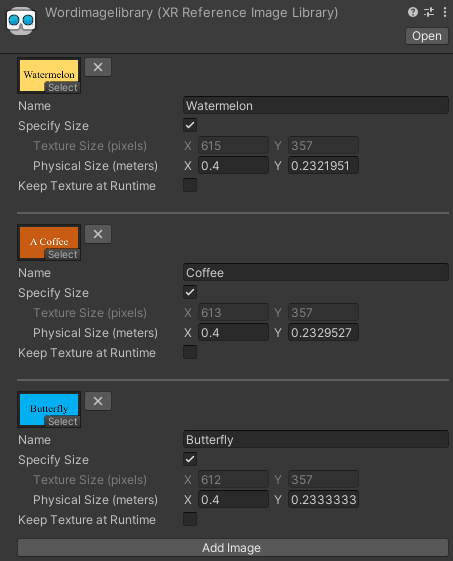 Wordimagelibrary (XR Reference Image Library)
Open
Watermelon
Select
Name Watermelon
Specify Size
Texture Size (pixels) X 615 Y 357
Physical Size (meters) X 0.4 Y 0.2321951
Keep Texture at Runtime
A Coffee
Select
Name Coffee
Specify Size
Texture Size (pixels) X 613 Y 357
Physical Size (meters) X 0.4 Y 0.2329527
Keep Texture at Runtime
Butterfly
Select
Name Butterfly
Specify Size
Texture Size (pixels) X 612 Y 357
Physical Size (meters) X 0.4 Y 0.2333333
Keep Texture at Runtime
Add Image